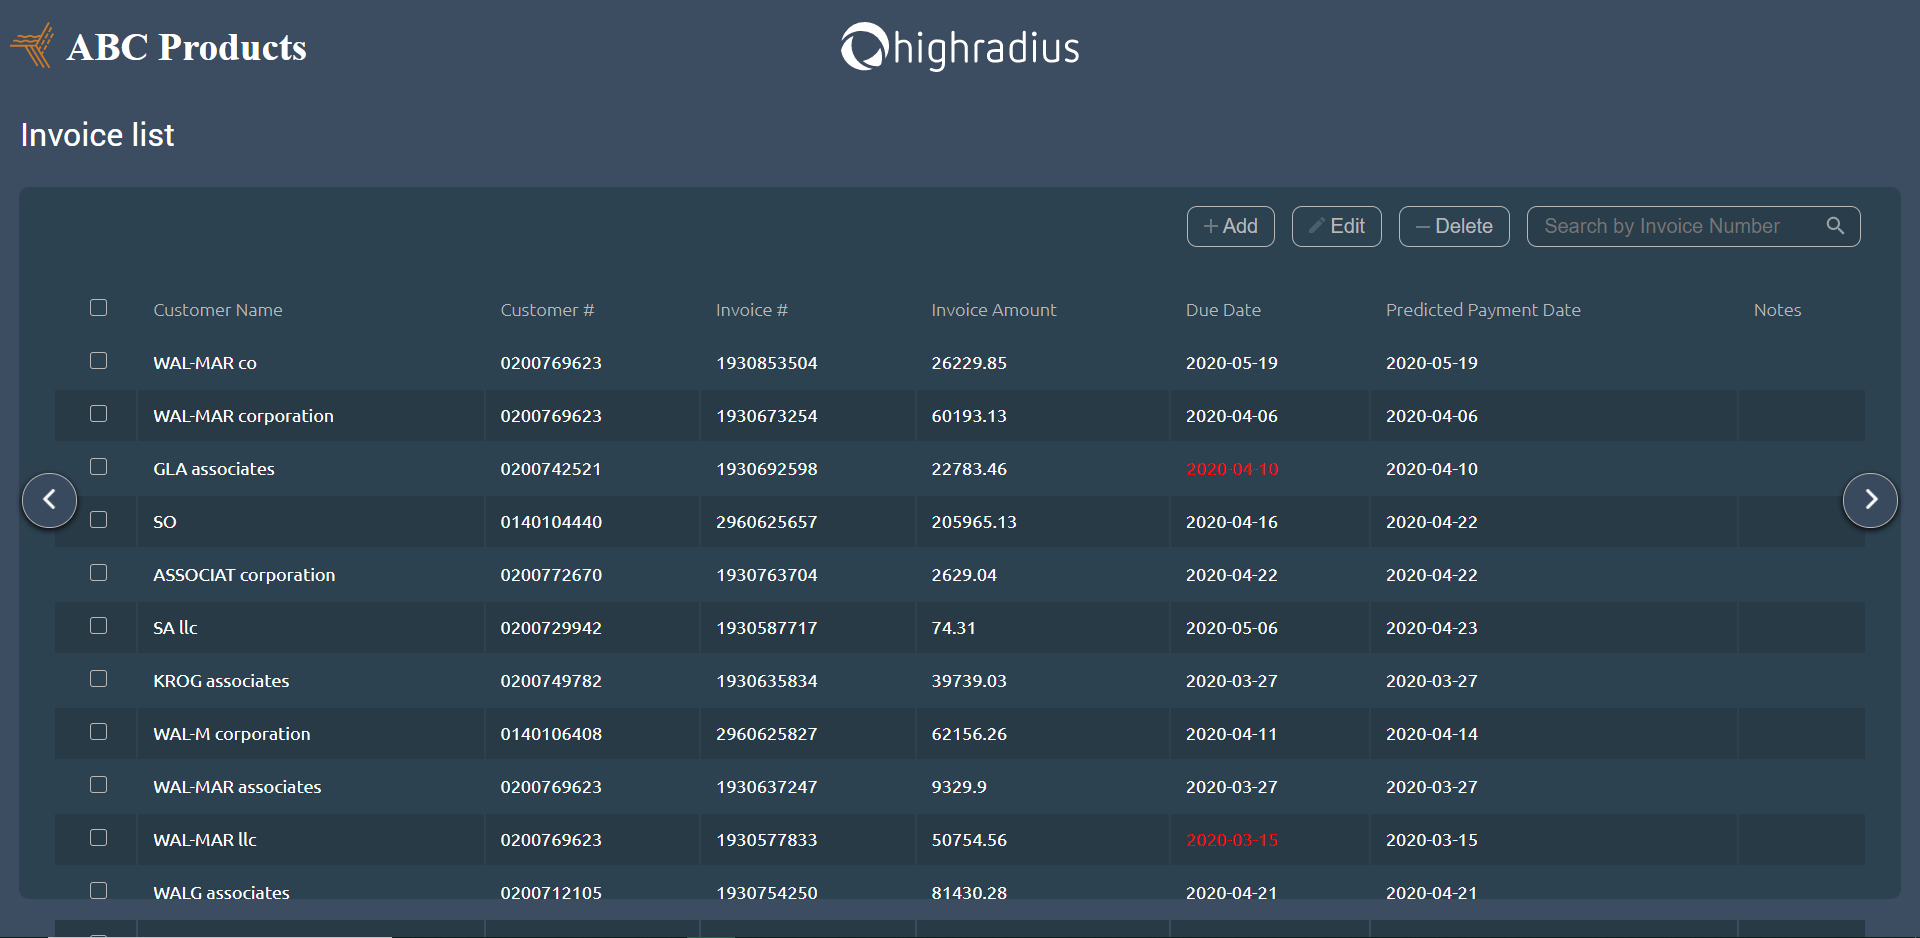 ABC Products
highradius
Invoice list
Add Edit Delete Search by Invoice Number
Customer Name Customer # Invoice # Invoice Amount Due Date Predicted Payment Date Notes
WAL-MAR co 0200769623 1930853504 26229.85 2020-05-19 2020-05-19
WAL-MAR corporation 0200769623 1930673254 60193.13 2020-04-06 2020-04-06
GLA associates 0200742521 1930692598 22783.46 2020-04-10 2020-04-10
SO 0140104440 2960625657 205965.13 2020-04-16 2020-04-22
ASSOCIAT corporation 0200772670 1930763704 2629.04 2020-04-22 2020-04-22
SA llc 0200729942 1930587717 74.31 2020-05-06 2020-04-23
KROG associates 0200749782 1930635834 39739.03 2020-03-27 2020-03-27
WAL-M corporation 0140106408 2960625827 62156.26 2020-04-11 2020-04-14
WAL-MAR associates 0200769623 1930637247 9329.9 2020-03-27 2020-03-27
WAL-MAR llc 0200769623 1930577833 50754.56 2020-03-15 2020-03-15
WALG associates 0200712105 1930754250 81430.28 2020-04-21 2020-04-21